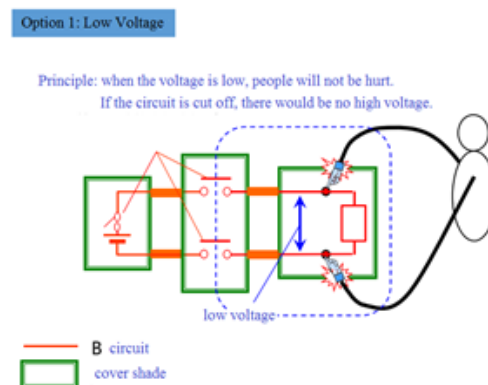 Option 1: Low Voltage
Principle: when the voltage is low, people will not be hurt.
If the circuit is cut off, there would be no high voltage.
low voltage
B circuit
cover shade